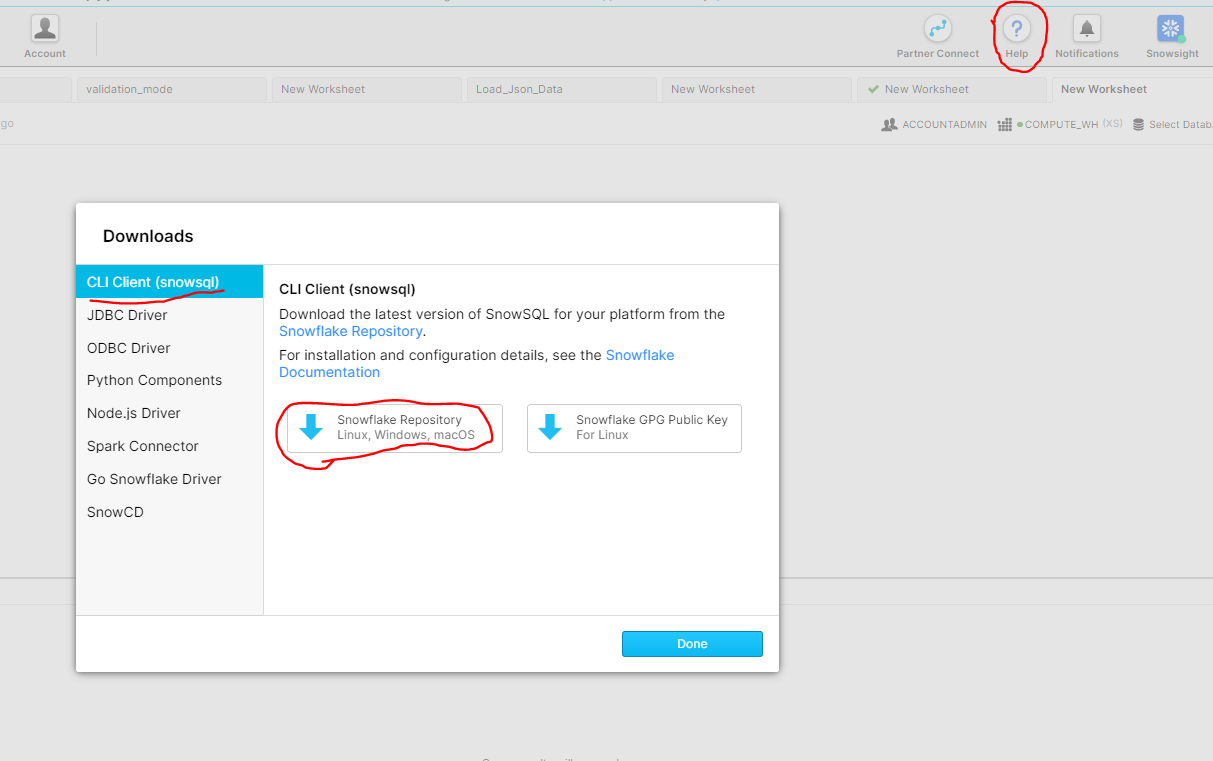 Account
Partner Connect
Help
Notifications
Snowsight
validation_mode
New Worksheet
Load_Json_Data
New Worksheet
New Worksheet
New Worksheet
go
ACCOUNTADMIN
COMPUTE_WH (XS)
Select Datab
Downloads
CLI Client (snowsql)
JDBC Driver
ODBC Driver
Python Components
Node.js Driver
Spark Connector
Go Snowflake Driver
SnowCD
CLI Client (snowsql)
Download the latest version of SnowSQL for your platform from the
Snowflake Repository.
For installation and configuration details, see the Snowflake
Documentation
Snowflake Repository
Linux, Windows, macOS
Snowflake GPG Public Key
For Linux
Done